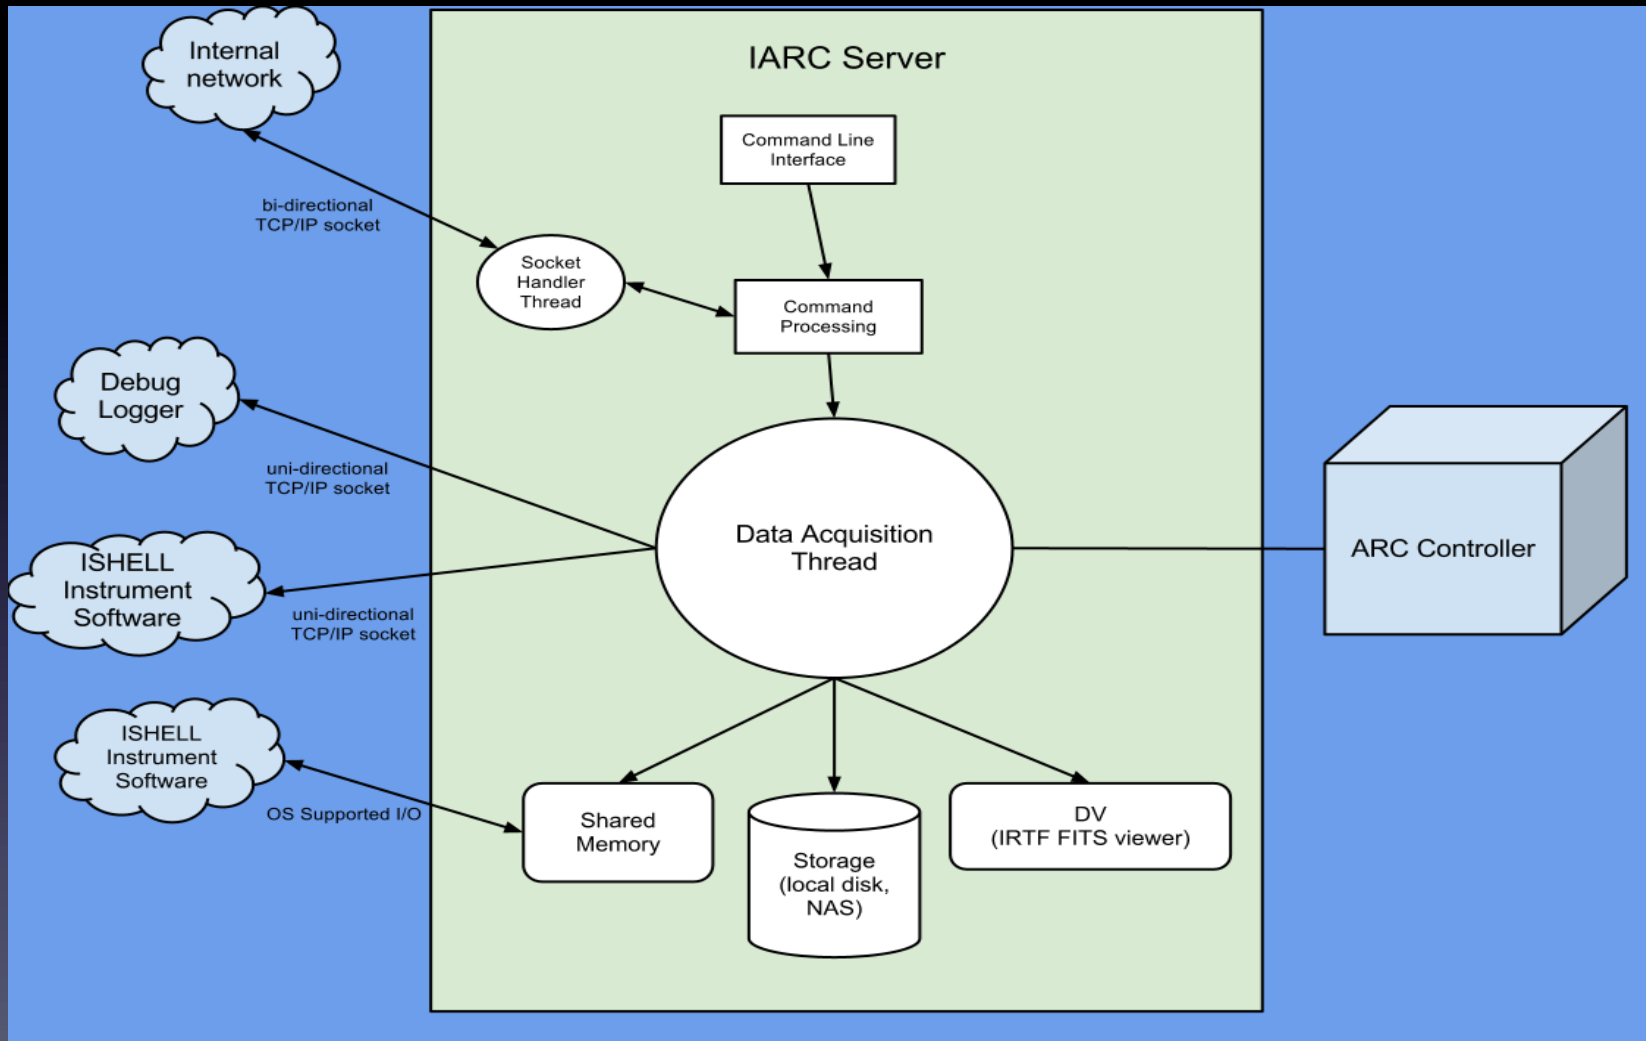 Internal
network
IARC Server
Command Line
Interface
bi-directional
TCP/IP socket
Socket
Handler
Thread
Command
Processing
Debug
Logger
uni-directional
TCP/IP socket
Data Acquisition
Thread
ARC Controller
ISHELL
Instrument
Software
uni-directional
TCP/IP socket
ISHELL
Instrument
Software
OS Supported I/O
Shared
Memory
Storage
(local disk,
NAS)
DV
(IRTF FITS viewer)